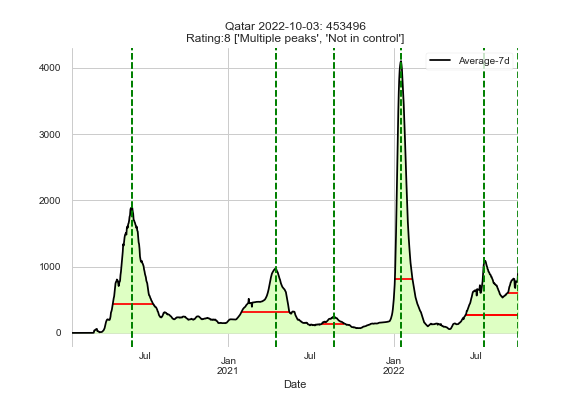 Qatar 2022-10-03: 453496
Rating:8 ['Multiple peaks', 'Not in control']
Average-7d
4000
3000
2000
1000
0
Jul
Jan
2021
Jul
Jan
2022
Jul
Date